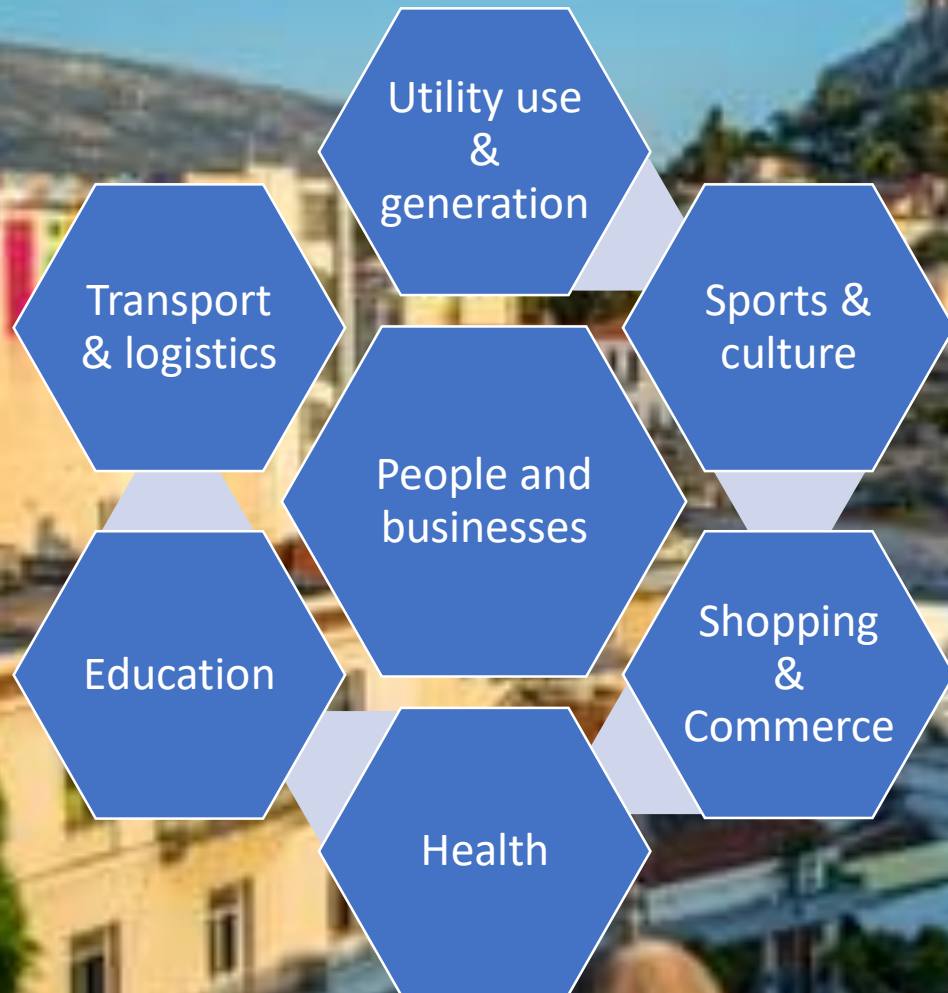 Utility use
&
generation
Transport
& logistics
Sports &
culture
People and
businesses
Education
Shopping
&
Commerce
Health